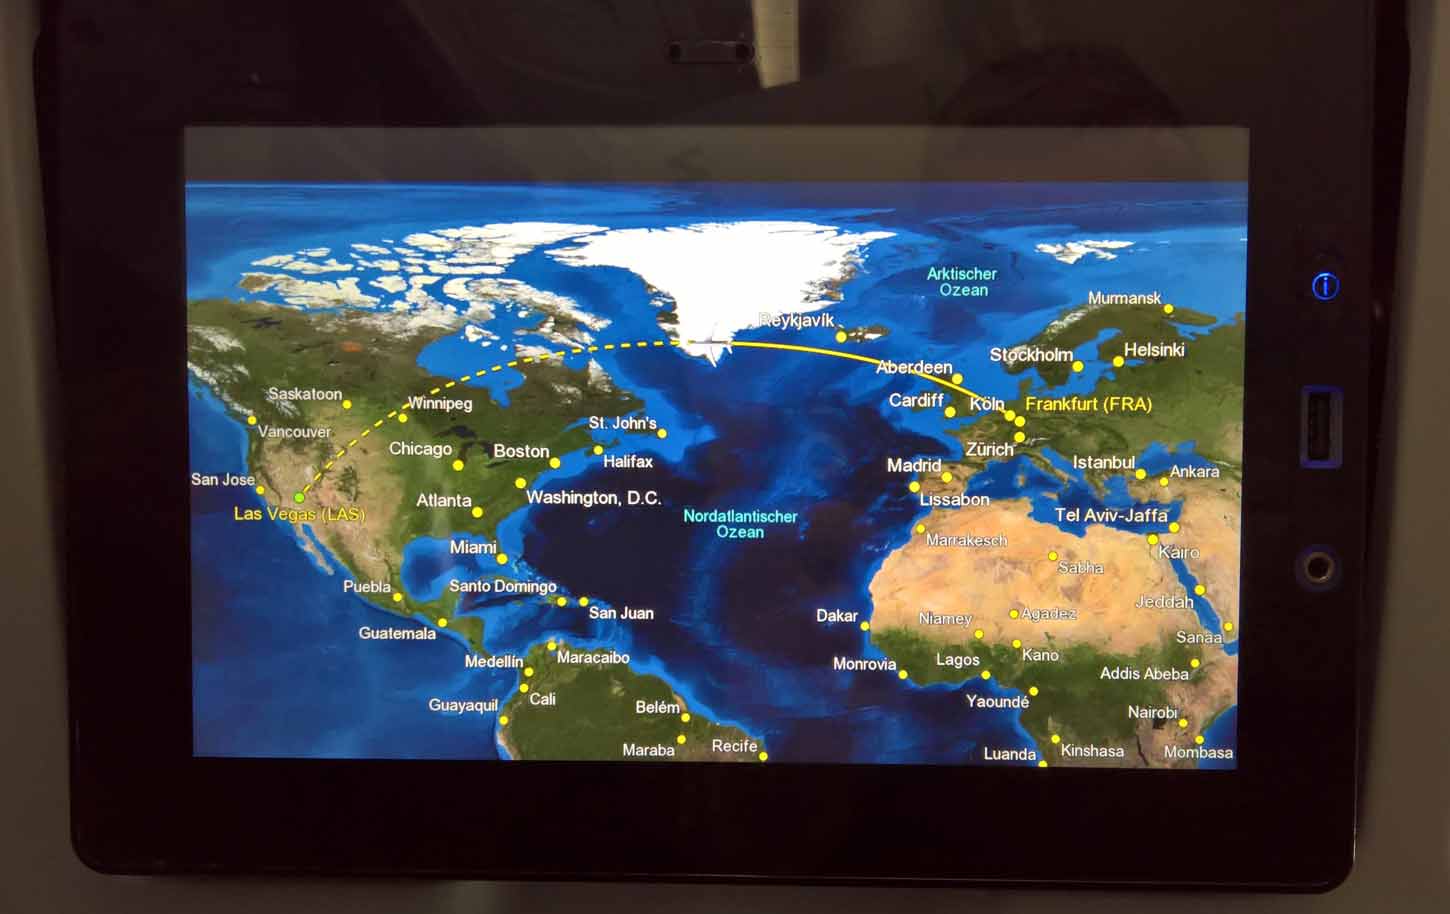 Arktischer
Ozean
Murmansk
Reykjavík
Stockholm
Helsinki
Aberdeen
Saskatoon
Winnipeg
Cardiff
Köln
Frankfurt (FRA)
Vancouver
St. John's
Chicago
Boston
Halifax
Zürich
Madrid
Istanbul
Ankara
San Jose
Las Vegas (LAS)
Atlanta
Washington, D.C.
Lissabon
Nordatlantischer
Ozean
Tel Aviv-Jaffa
Marrakesch
Kairo
Miami
Sabha
Puebla
Santo Domingo
San Juan
Jeddah
Guatemala
Dakar
Niamey
Agadez
Sanaa
Medellín
Maracaibo
Monrovia
Lagos
Kano
Addis Abeba
Guayaquil
Cali
Belém
Yaoundé
Nairobi
Maraba
Recife
Luanda
Kinshasa
Mombasa
i